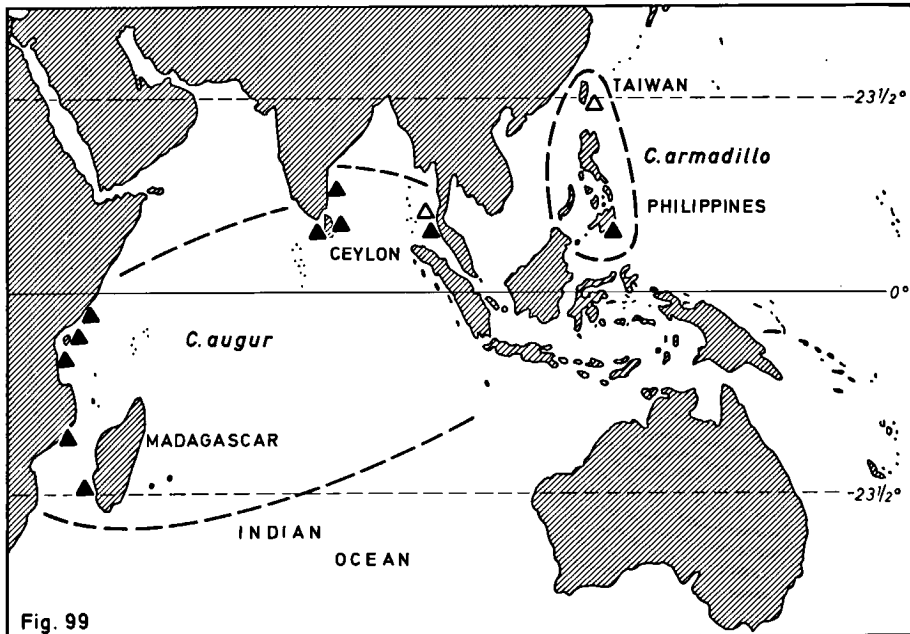 TAIWAN
23½°
C. armadillo
PHILIPPINES
CEYLON
0°
C. augur
MADAGASCAR
23½°
INDIAN
OCEAN
Fig. 99